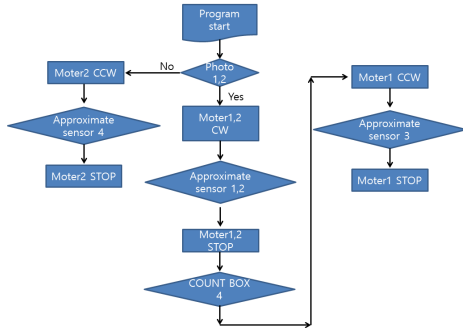 Program
start
Photo
1,2
No
Yes
Moter2 CCW
Approximate
sensor 4
Moter2 STOP
Moter1,2
CW
Approximate
sensor 1,2
Moter1,2
STOP
COUNT BOX
4
Moter1 CCW
Approximate
sensor 3
Moter1 STOP